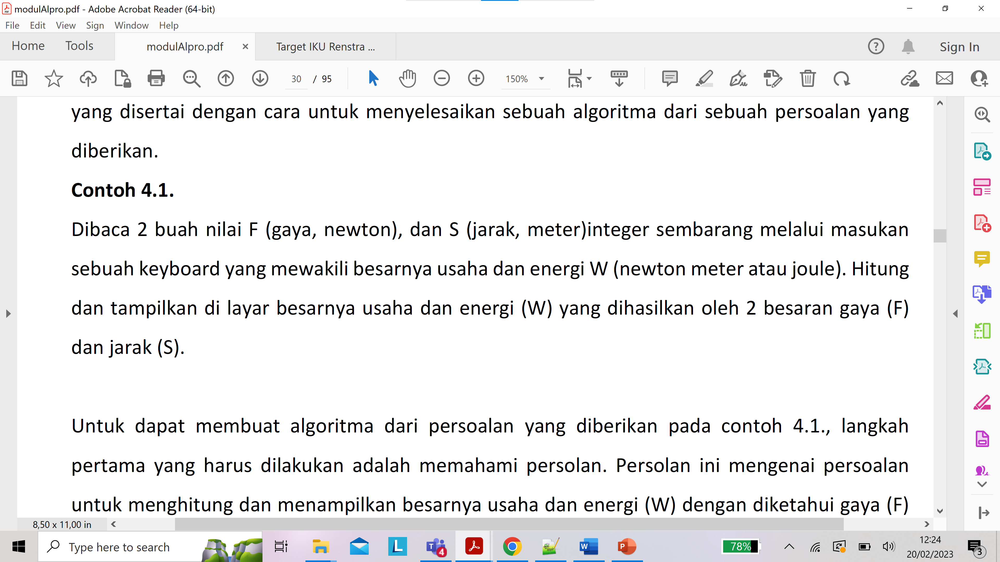 modulAlpro.pdf - Adobe Acrobat Reader (64-bit)
File Edit View Sign Window Help
Home Tools modulAlpro.pdf Target IKU Renstra ... Sign In
30 / 95 150%
yang disertai dengan cara untuk menyelesaikan sebuah algoritma dari sebuah persoalan yang
diberikan.
Contoh 4.1.
Dibaca 2 buah nilai F (gaya, newton), dan S (jarak, meter)integer sembarang melalui masukan
sebuah keyboard yang mewakili besarnya usaha dan energi W (newton meter atau joule). Hitung
dan tampilkan di layar besarnya usaha dan energi (W) yang dihasilkan oleh 2 besaran gaya (F)
dan jarak (S).
Untuk dapat membuat algoritma dari persoalan yang diberikan pada contoh 4.1., langkah
pertama yang harus dilakukan adalah memahami persolan. Persolan ini mengenai persoalan
untuk menghitung dan menampilkan besarnya usaha dan energi (W) dengan diketahui gaya (F)
8,50 x 11,00 in
Type here to search
L
T
4
W
P
78%
12:24
20/02/2023
3